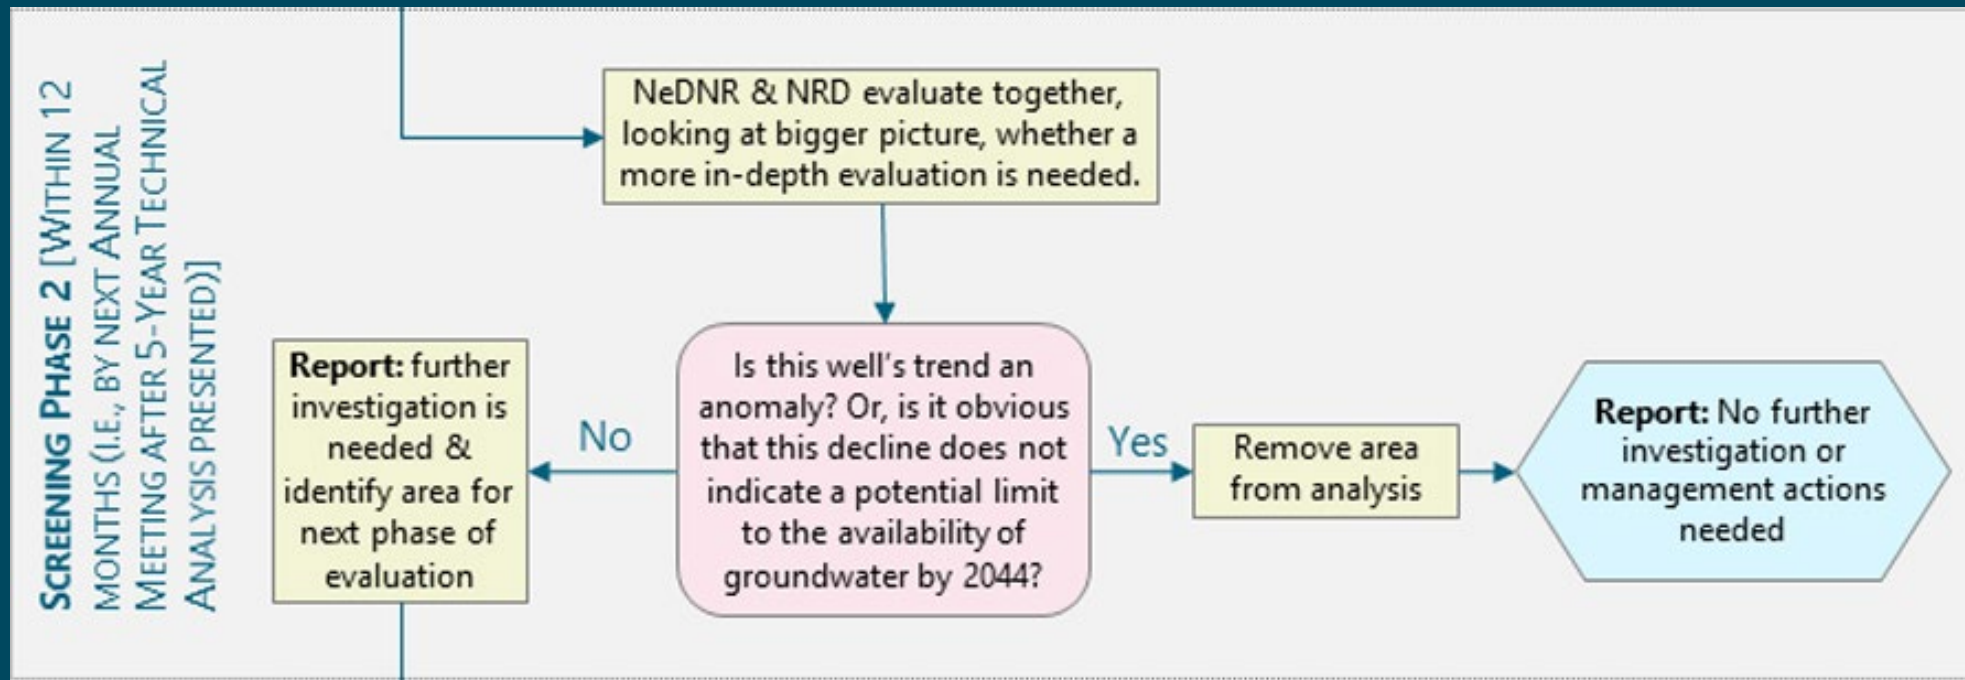 SCREENING PHASE 2 [WITHIN 12
MONTHS (I.E., BY NEXT ANNUAL
MEETING AFTER 5-YEAR TECHNICAL
ANALYSIS PRESENTED)]
NeDNR & NRD evaluate together,
looking at bigger picture, whether a
more in-depth evaluation is needed.
Report: further
investigation is
needed &
identify area for
next phase of
evaluation
No
Is this well's trend an
anomaly? Or, is it obvious
that this decline does not
indicate a potential limit
to the availability of
groundwater by 2044?
Yes
Remove area
from analysis
Report: No further
investigation or
management actions
needed